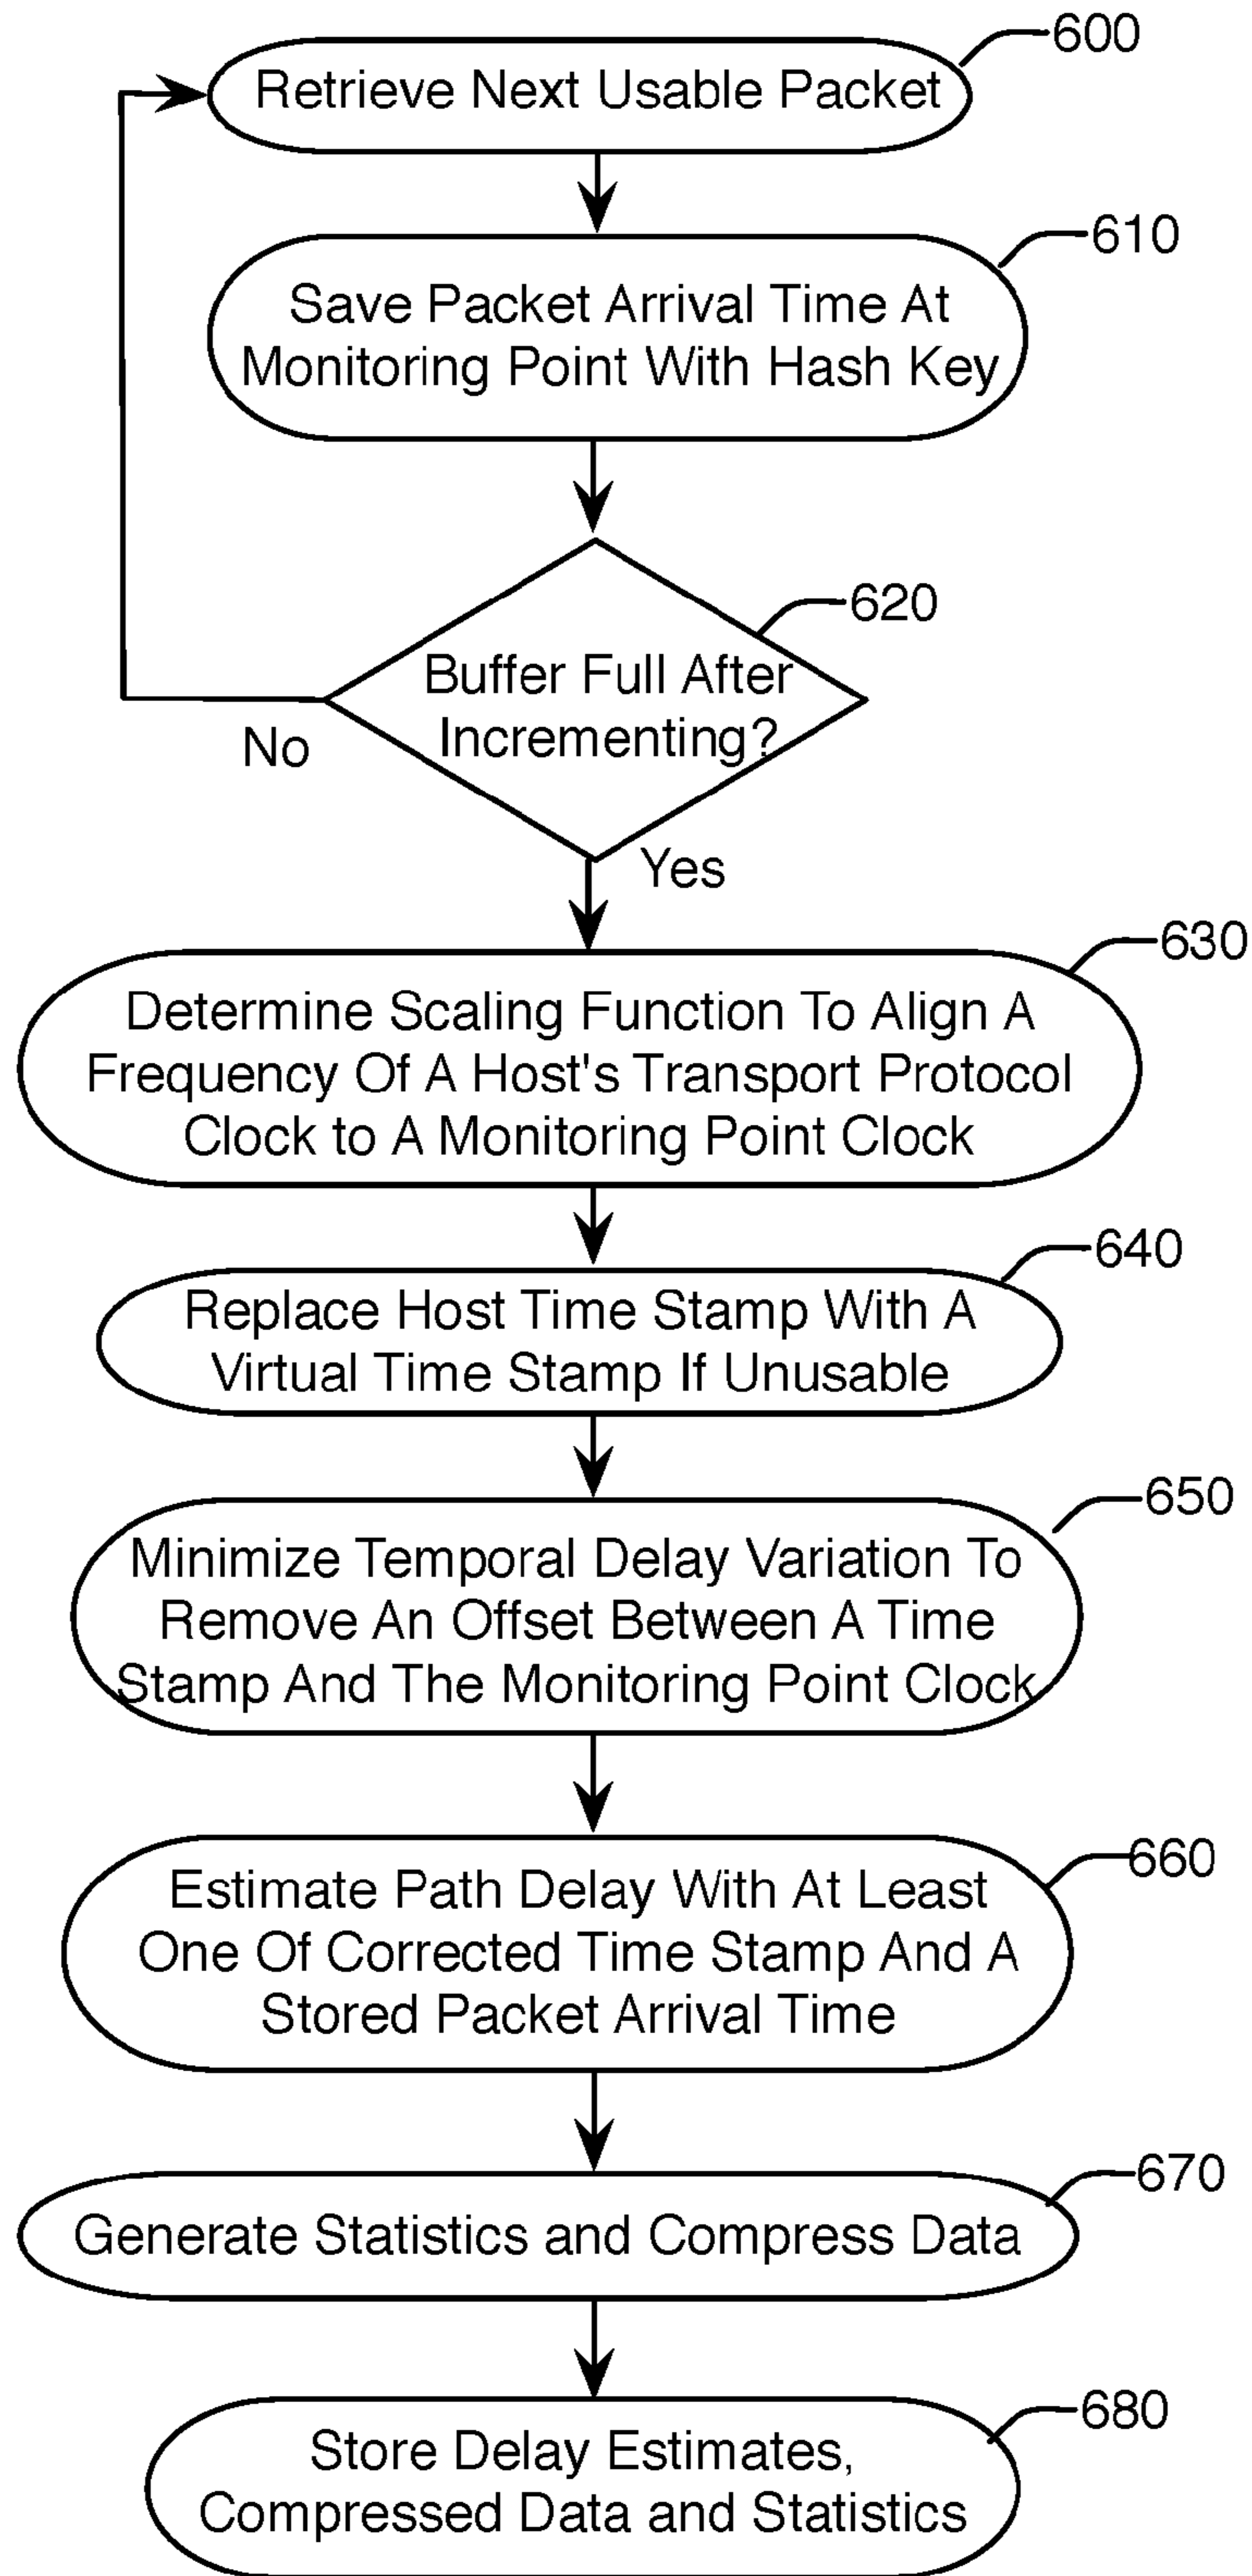 600
Retrieve Next Usable Packet
610
Save Packet Arrival Time At
Monitoring Point With Hash Key
620
Buffer Full After
Incrementing?
No
Yes
630
Determine Scaling Function To Align A
Frequency Of A Host's Transport Protocol
Clock to A Monitoring Point Clock
640
Replace Host Time Stamp With A
Virtual Time Stamp If Unusable
650
Minimize Temporal Delay Variation To
Remove An Offset Between A Time
Stamp And The Monitoring Point Clock
660
Estimate Path Delay With At Least
One Of Corrected Time Stamp And A
Stored Packet Arrival Time
670
Generate Statistics and Compress Data
680
Store Delay Estimates,
Compressed Data and Statistics